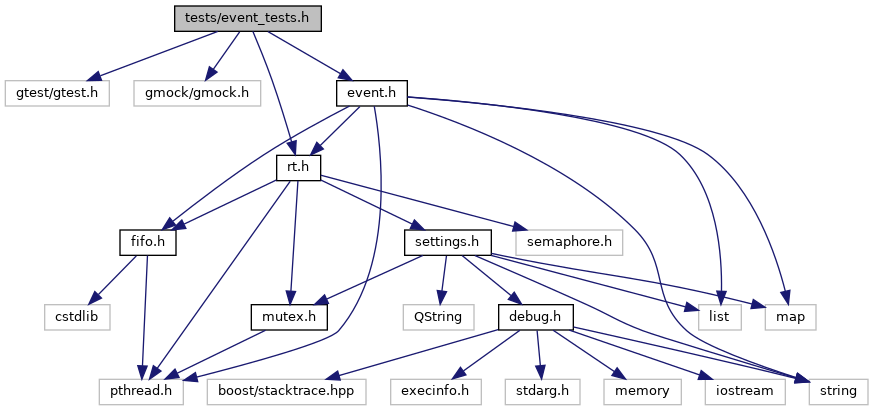 tests/event_tests.h
gtest/gtest.h
gmock/gmock.h
event.h
rt.h
fifo.h
settings.h
semaphore.h
cstdlib
mutex.h
QString
debug.h
list
map
pthread.h
boost/stacktrace.hpp
execinfo.h
stdarg.h
memory
iostream
string